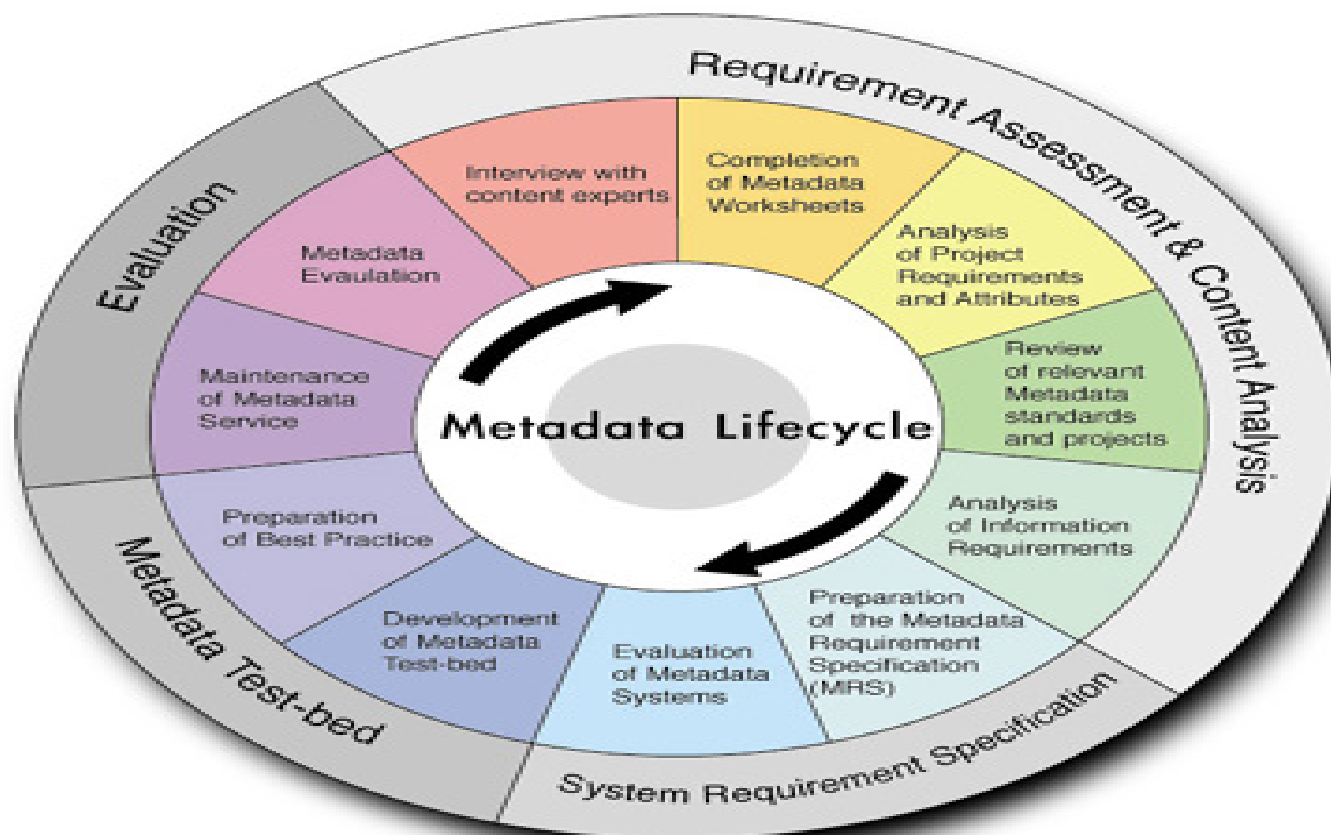 Requirement Assessment & Content Analysis
Interview with
content experts
Completion
of Metadata
Worksheets
Analysis
of Project
Requirements
and Attributes
Review
of relevant
Metadata
standards
and projects
Analysis
of Information
Requirements
System Requirement Specification
Preparation
of the Metadata
Requirement
Specification
(MRS)
Evaluation
of Metadata
Systems
Metadata Test-bed
Development
of Metadata
Test-bed
Preparation
of Best Practice
Evaluation
Maintenance
of Metadata
Service
Metadata
Evaulation
Metadata Lifecycle